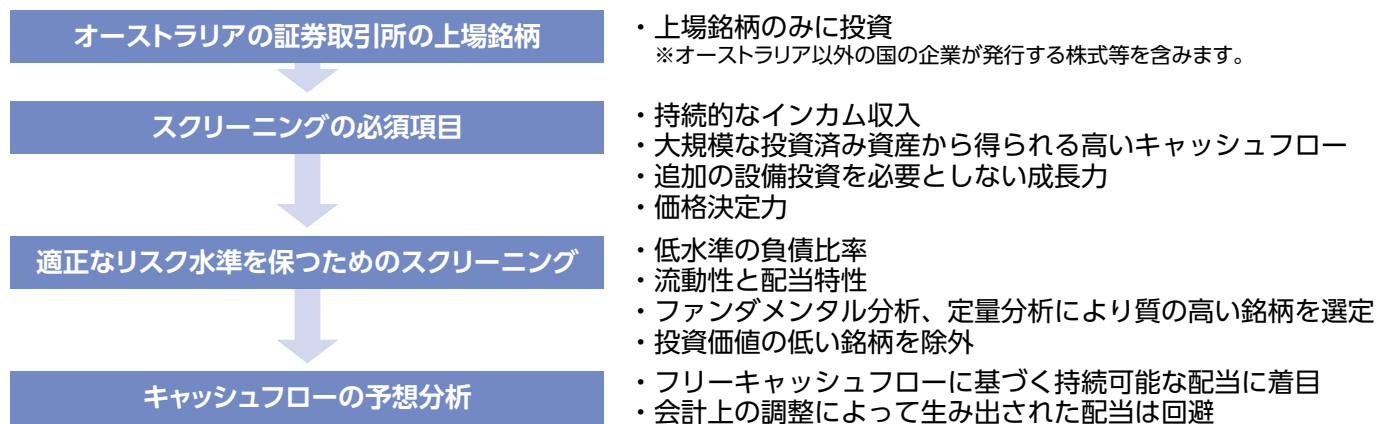 オーストラリアの証券取引所の上場銘柄
・上場銘柄のみに投資
※オーストラリア以外の国の企業が発行する株式等を含みます。
スクリーニングの必須項目
・持続的なインカム収入
・大規模な投資済み資産から得られる高いキャッシュフロー
・追加の設備投資を必要としない成長力
・価格決定力
適正なリスク水準を保つためのスクリーニング
・低水準の負債比率
・流動性と配当特性
・ファンダメンタル分析、定量分析により質の高い銘柄を選定
・投資価値の低い銘柄を除外
キャッシュフローの予想分析
・フリーキャッシュフローに基づく持続可能な配当に着目
・会計上の調整によって生み出された配当は回避